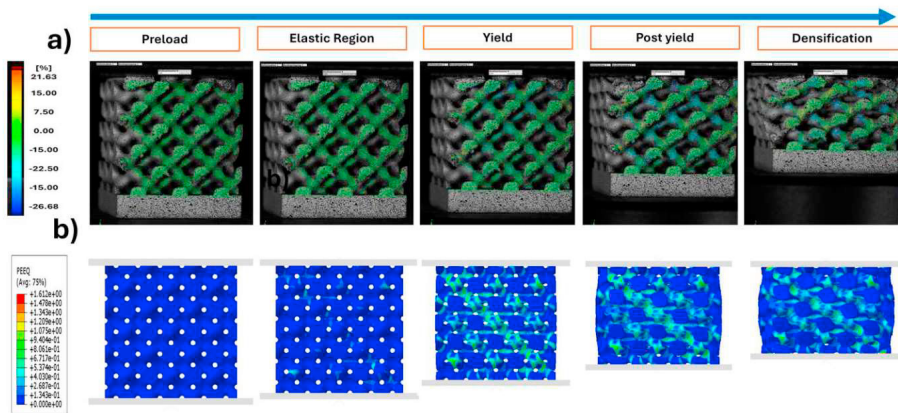 a)
Preload
Elastic Region
Yield
Post yield
Densification
[%]
21.63
15.00
7.50
0.00
-7.50
-15.00
-26.68
b)
b)
PEEQ
(Avg: 75%)
+1.612e+00
+1.478e+00
+1.343e+00
+1.209e+00
+1.075e+00
+9.404e-01
+8.061e-01
+6.717e-01
+5.374e-01
+4.030e-01
+2.687e-01
+1.343e-01
+0.000e+00